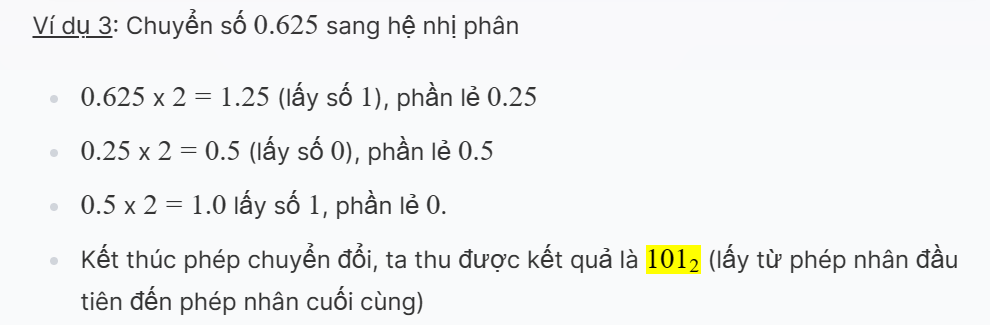 Ví dụ 3: Chuyển số 0.625 sang hệ nhị phân
0.625 x 2 = 1.25 (lấy số 1), phần lẻ 0.25
0.25 x 2 = 0.5 (lấy số 0), phần lẻ 0.5
0.5 x 2 = 1.0 lấy số 1, phần lẻ 0.
Kết thúc phép chuyển đổi, ta thu được kết quả là 101₂ (lấy từ phép nhân đầu
tiên đến phép nhân cuối cùng)